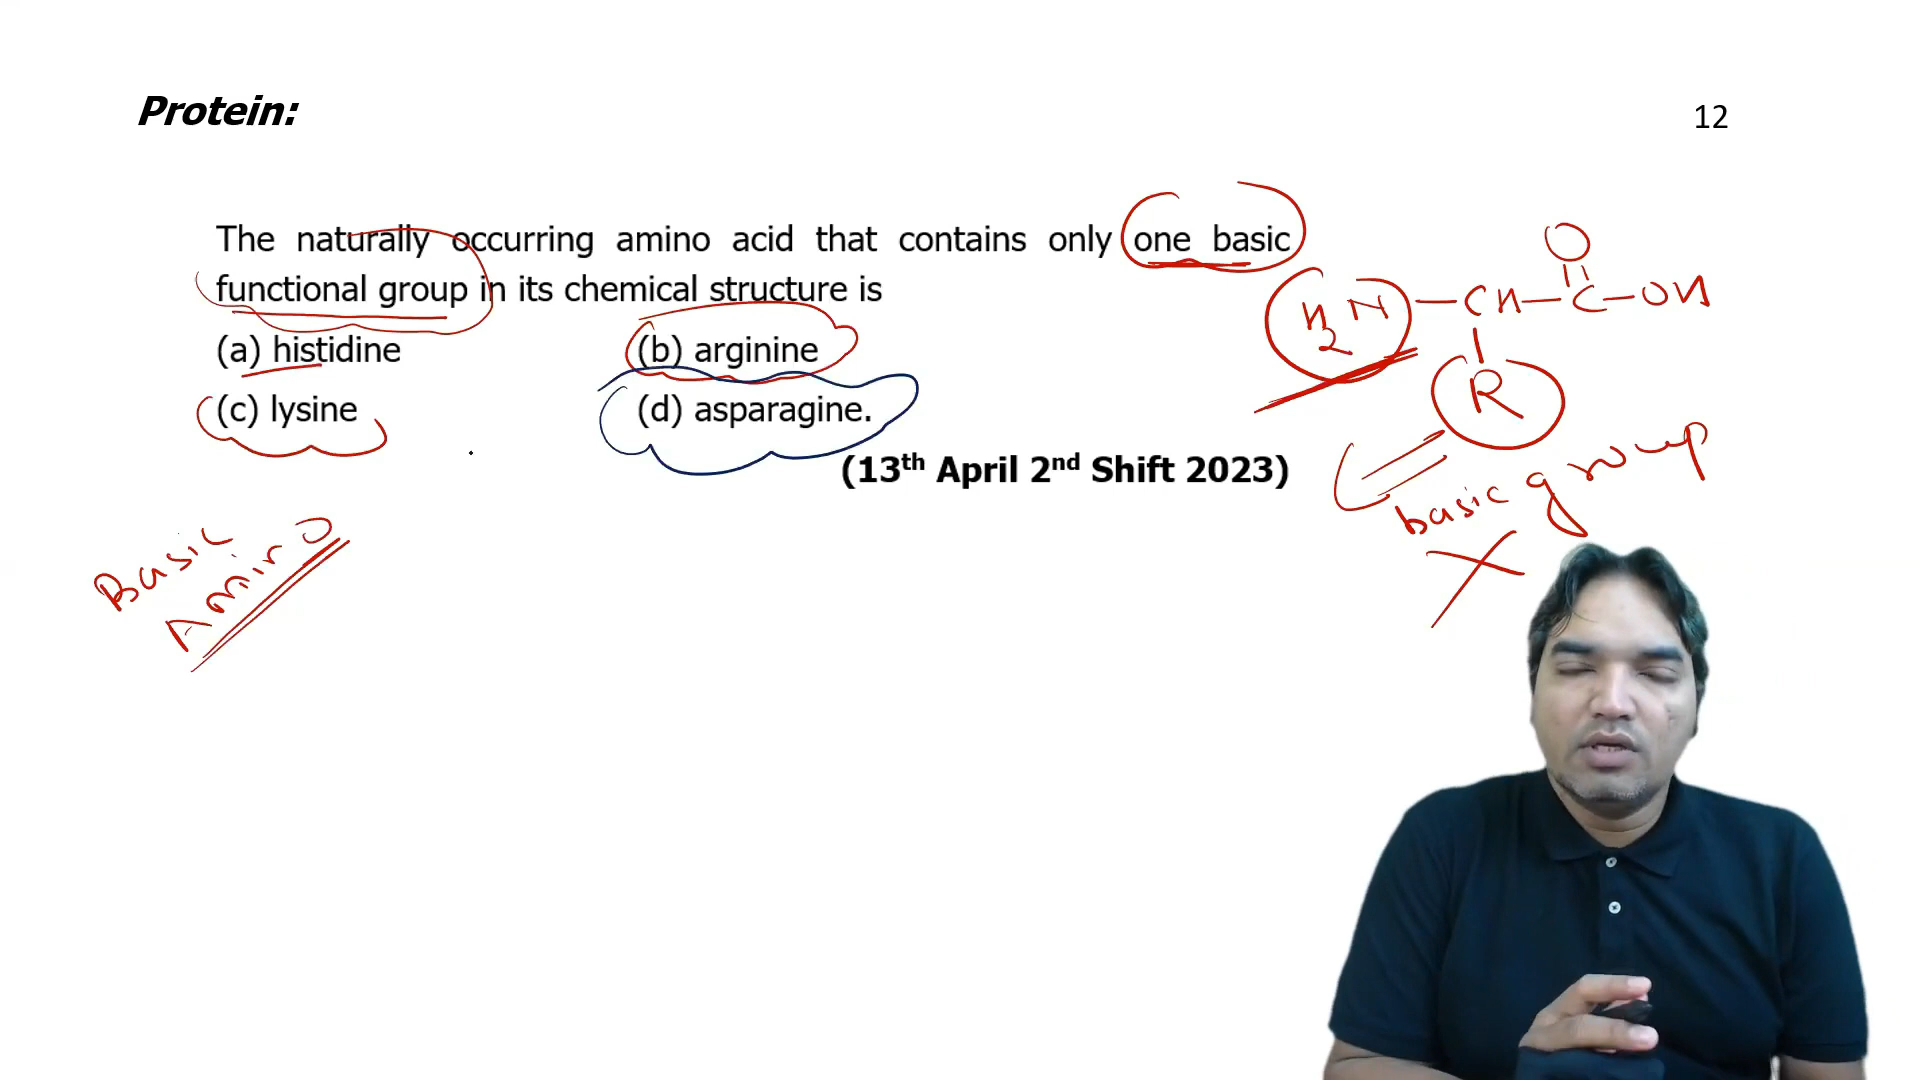 Protein:
12
The naturally occurring amino acid that contains only one basic
functional group in its chemical structure is
(a) histidine (b) arginine
(c) lysine (d) asparagine.
(13th April 2nd Shift 2023)
O
H2N-CH-C-OH
R
basic group
Basic
Amino